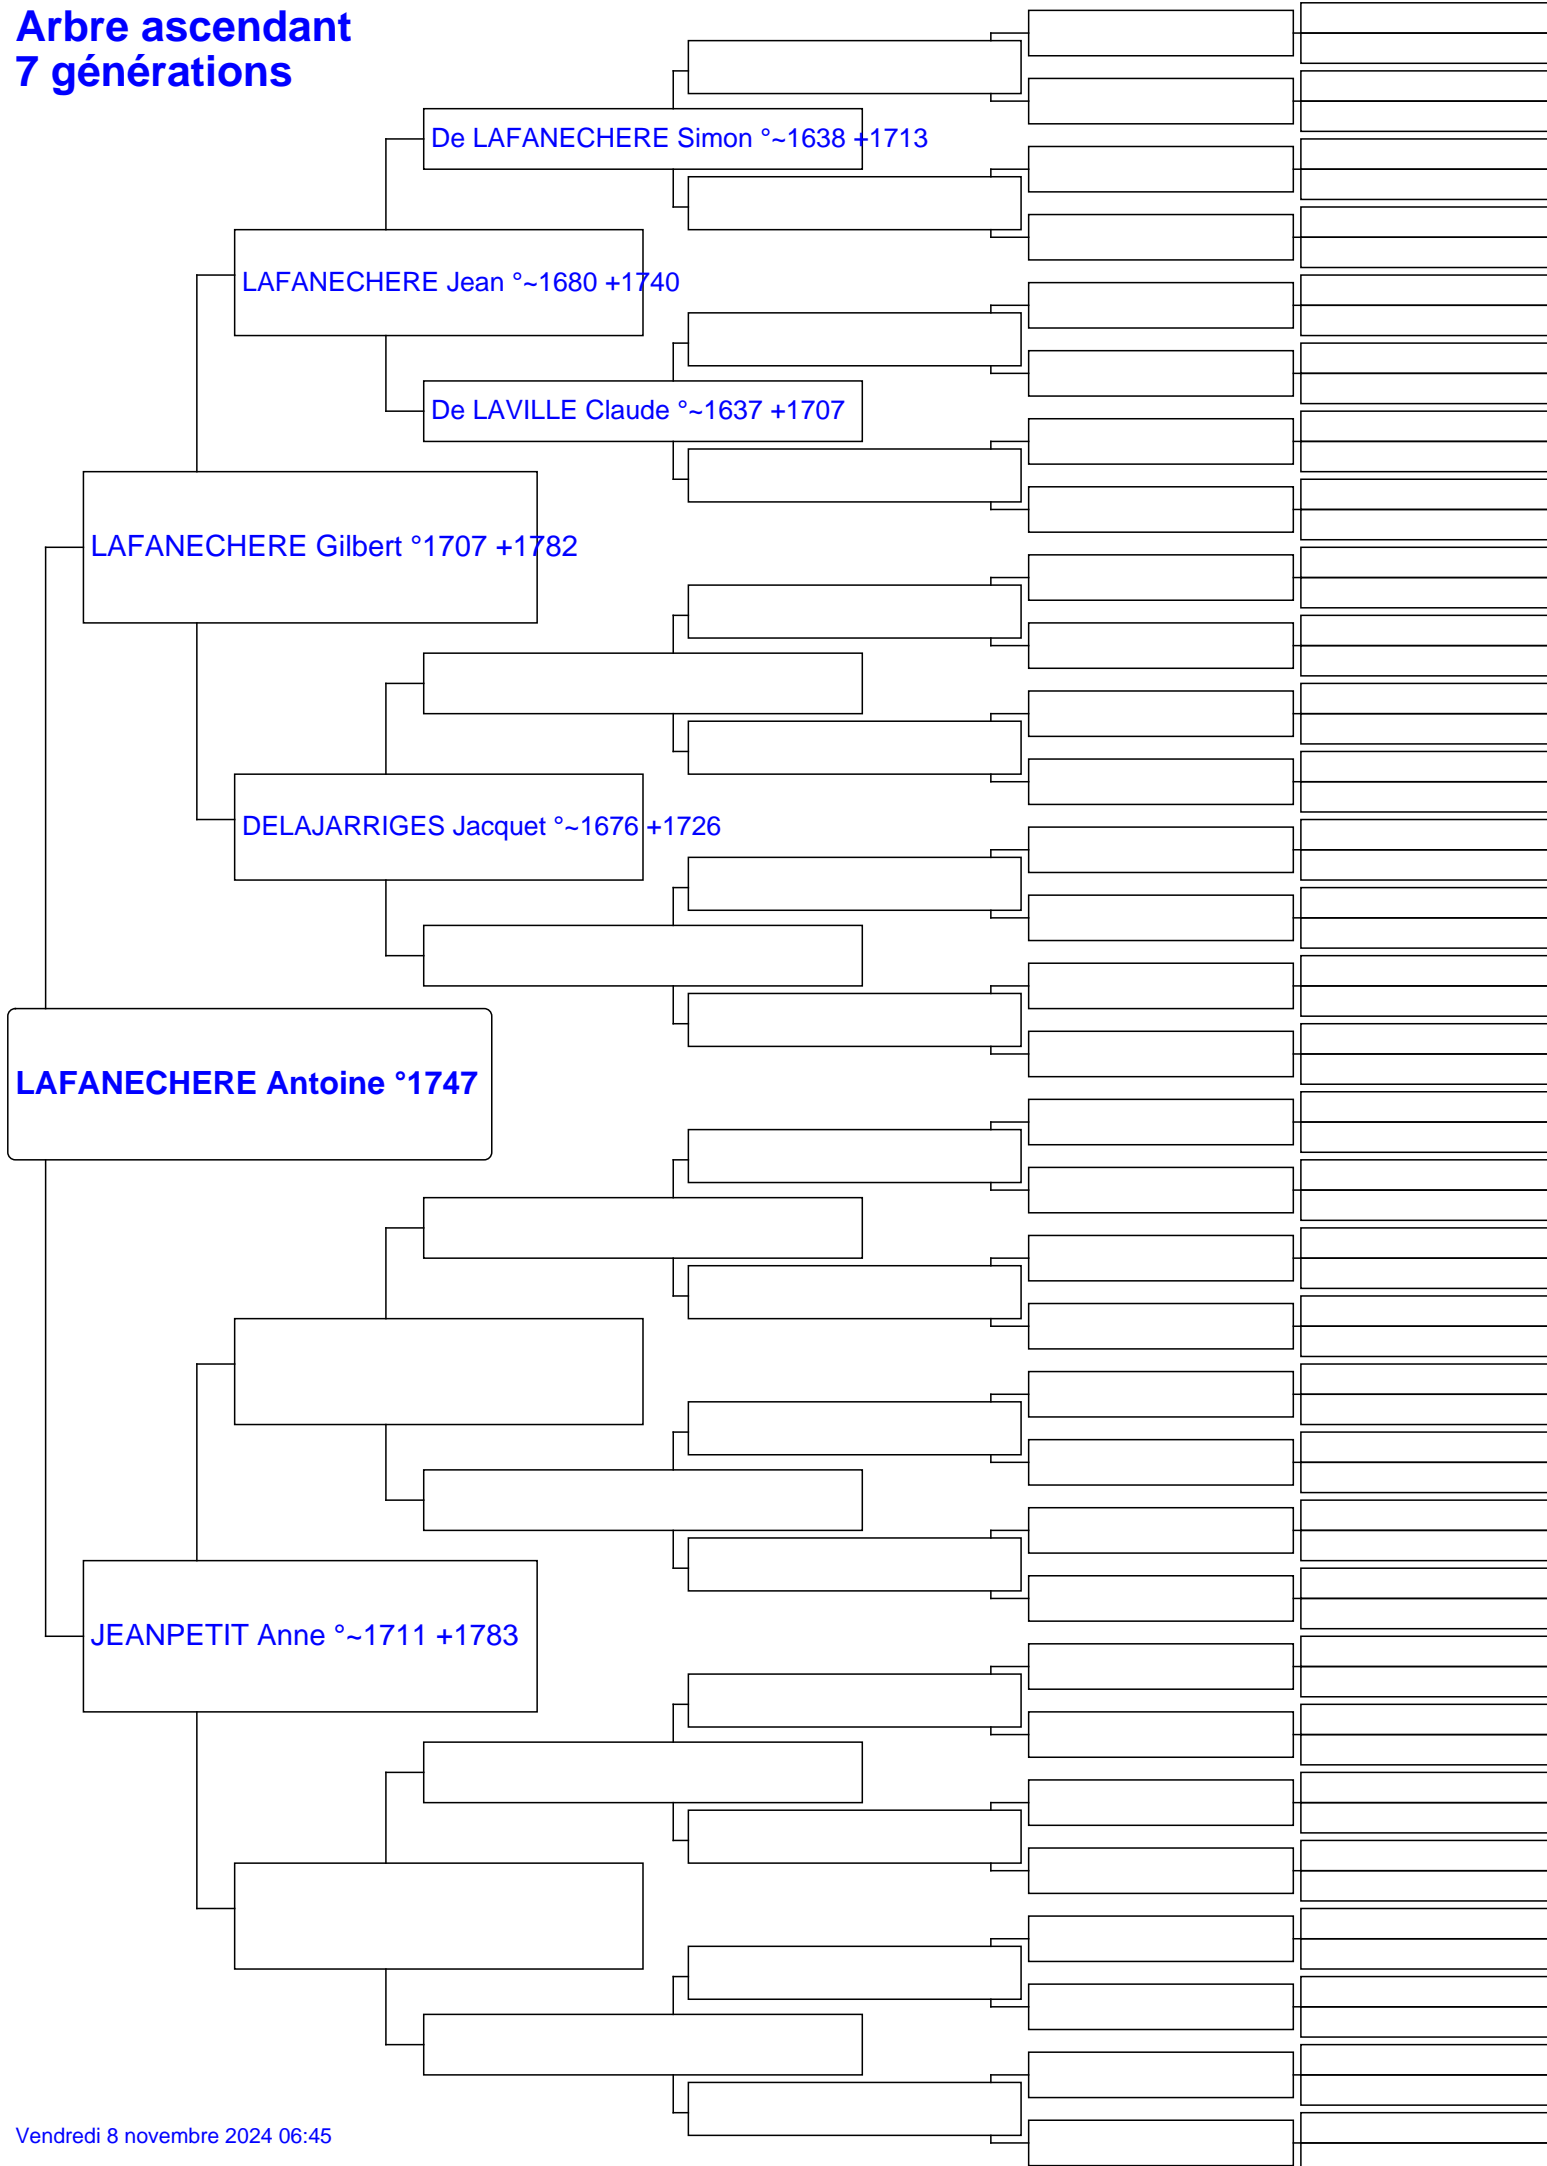 Arbre ascendant
7 générations
De LAFANECHERE Simon °~1638 +1713
LAFANECHERE Jean °~1680 +1740
De LAVILLE Claude °~1637 +1707
LAFANECHERE Gilbert °1707 +1782
DELAJARRIGES Jacquet °~1676 +1726
LAFANECHERE Antoine °1747
JEANPETIT Anne °~1711 +1783
Vendredi 8 novembre 2024 06:45